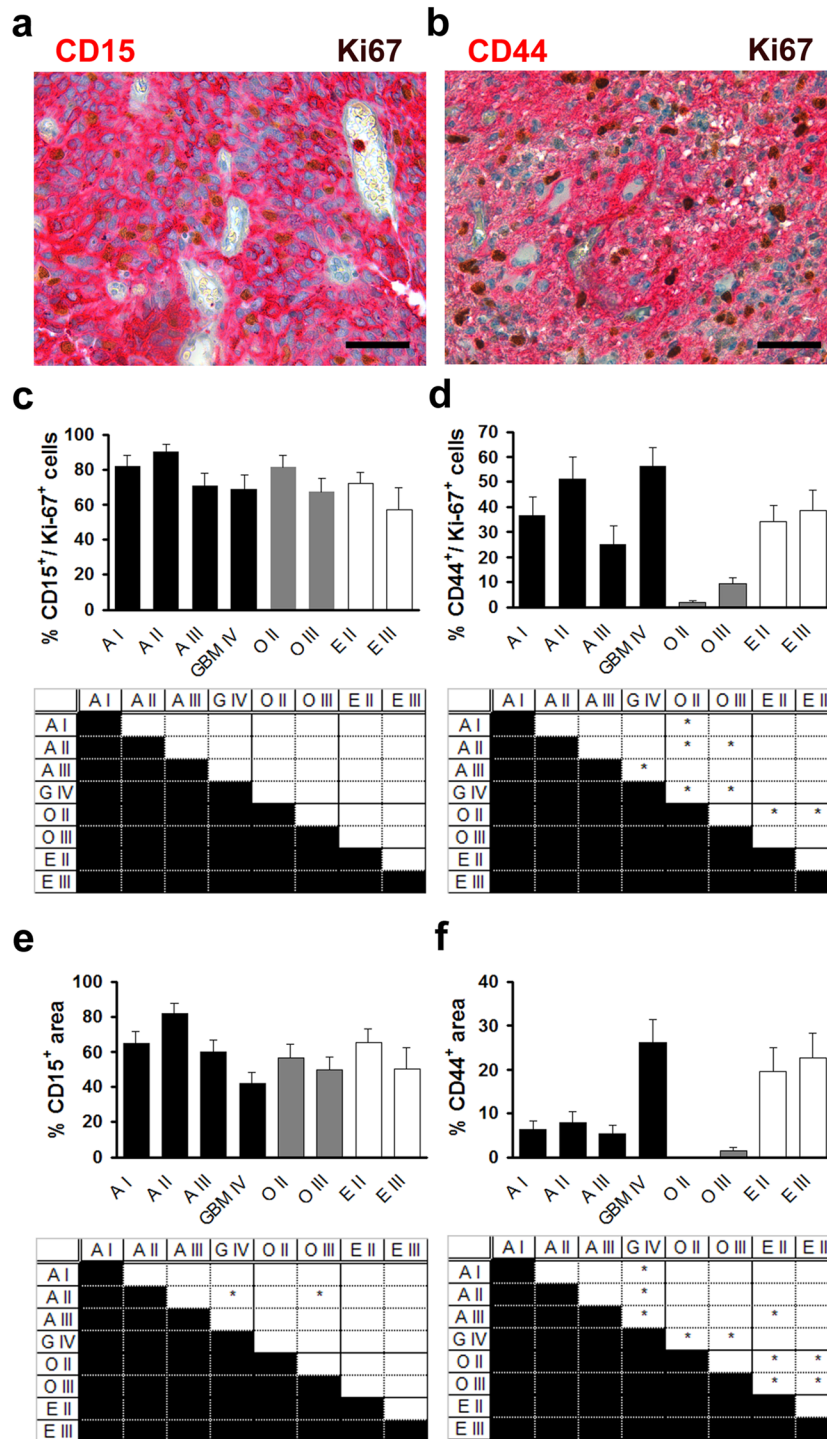 a
CD15 Ki67
b
CD44 Ki67
c
% CD15+/ Ki-67+ cells
100
80
60
40
20
0
A I A II A III GBM IV O II O III E II E III
A I A II A III G IV O II O III E II E III
A I
A II
A III
G IV
O II
O III
E II
E III
d
% CD44+/ Ki-67+ cells
70
60
50
40
30
20
10
0
A I A II A III GBM IV O II O III E II E III
A I A II A III G IV O II O III E II E II
A I *
A II * *
A III *
G IV * *
O II * *
O III
E II
E III
e
% CD15+ area
100
80
60
40
20
0
A I A II A III GBM IV O II O III E II E III
A I A II A III G IV O II O III E II E III
A I
A II * *
A III
G IV
O II
O III
E II
E III
f
% CD44+ area
40
30
20
10
0
A I A II A III GBM IV O II O III E II E III
A I A II A III G IV O II O III E II E II
A I *
A II *
A III * *
G IV * *
O II * *
O III * *
E II
E III